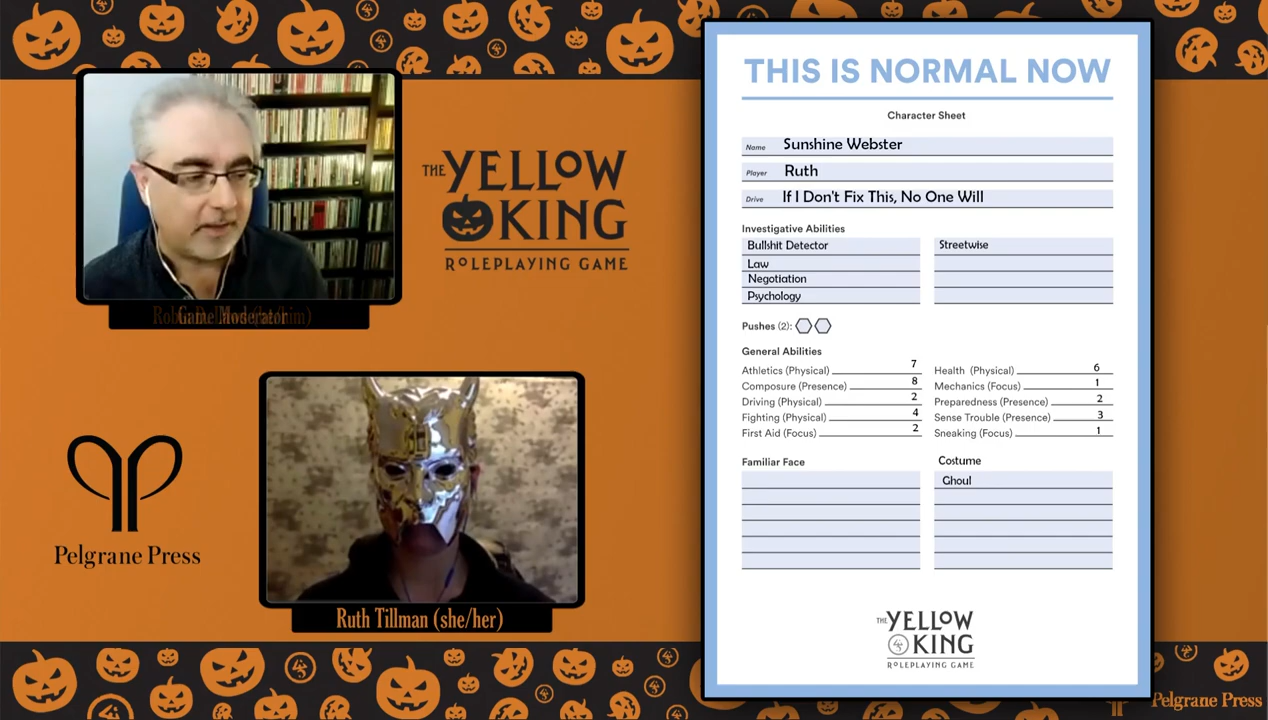 THE YELLOW
KING
ROLEPLAYING GAME
Game Moderator
Pelgrane Press
Ruth Tillman (she/her)
THIS IS NORMAL NOW
Character Sheet
Name Sunshine Webster
Player Ruth
Drive If I Don't Fix This, No One Will
Investigative Abilities
Bullshit Detector
Law
Negotiation
Psychology
Streetwise
Pushes (2):
General Abilities
Athletics (Physical) 7
Composure (Presence) 8
Driving (Physical) 2
Fighting (Physical) 4
First Aid (Focus) 2
Health (Physical) 6
Mechanics (Focus) 1
Preparedness (Presence) 2
Sense Trouble (Presence) 3
Sneaking (Focus) 1
Familiar Face
Costume
Ghoul
THE YELLOW
KING
ROLEPLAYING GAME
Pelgrane Press